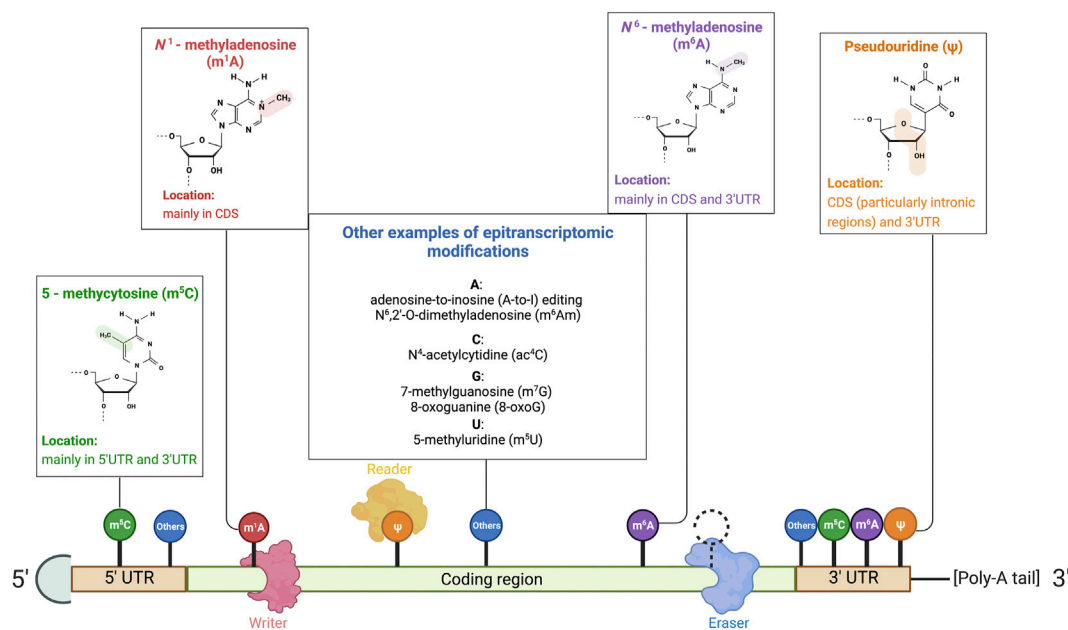 N¹ - methyladenosine
(m¹A)
H H
N
N
N
N⁺
CH₃
N
N
O
O
O
OH
Location:
mainly in CDS
N⁶ - methyladenosine
(m⁶A)
H
N
CH₃
N
N
N
N
O
O
O
OH
Location:
mainly in CDS and 3'UTR
Pseudouridine (ψ)
O
H
N
N
H
O
O
O
O
OH
Location:
CDS (particularly intronic
regions) and 3'UTR
Other examples of epitranscriptomic
modifications
A:
adenosine-to-inosine (A-to-I) editing
N⁶,2'-O-dimethyladenosine (m⁶Am)
C:
N⁴-acetylcytidine (ac⁴C)
G:
7-methylguanosine (m⁷G)
8-oxoguanine (8-oxoG)
U:
5-methyluridine (m⁵U)
5 - methycytosine (m⁵C)
H H
N
H₃C
N
N
O
O
O
O
OH
Location:
mainly in 5'UTR and 3'UTR
Reader
m⁵C
Others
m¹A
ψ
Others
m⁶A
Others
m⁵C
m⁶A
ψ
5'
5' UTR
Coding region
3' UTR
[Poly-A tail]
3'
Writer
Eraser